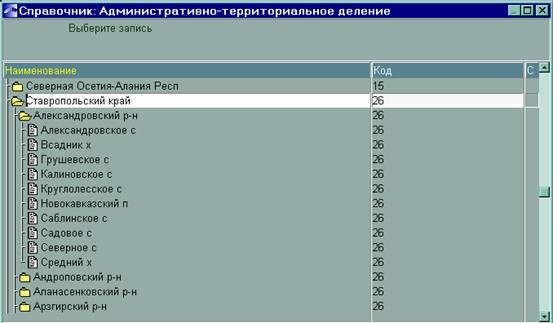 Справочник: Административно-территориальное деление
Выберите запись
Наименование Код С
Северная Осетия-Алания Респ 15
Ставропольский край 26
Александровский р-н 26
Александровское с 26
Всадник х 26
Грушевское с 26
Калиновское с 26
Круглолесское с 26
Новокавказский п 26
Саблинское с 26
Садовое с 26
Северное с 26
Средний х 26
Андроповский р-н 26
Апанасенковский р-н 26
Арзгирский р-н 26